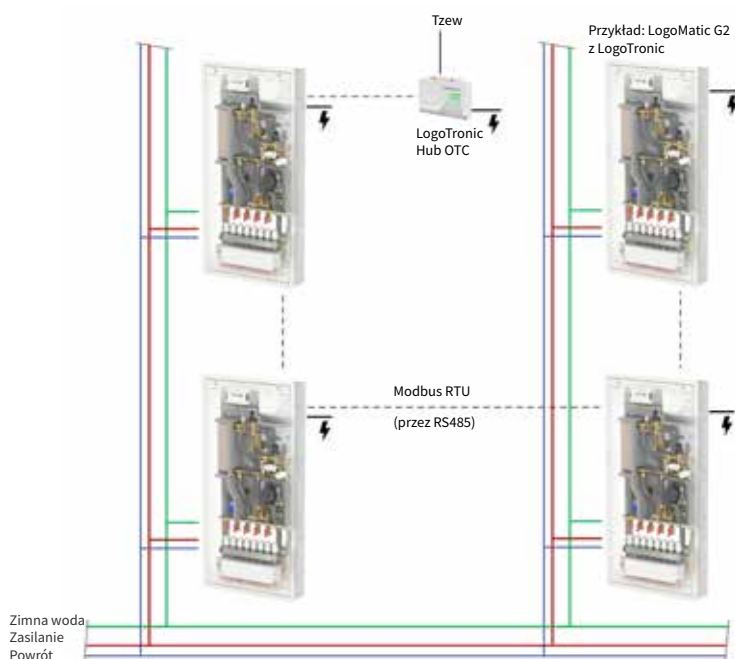 Tzew
Przykład: LogoMatic G2
z LogoTronic
LogoTronic
Hub OTC
Modbus RTU
(przez RS485)
Zimna woda
Zasilanie
Powrót